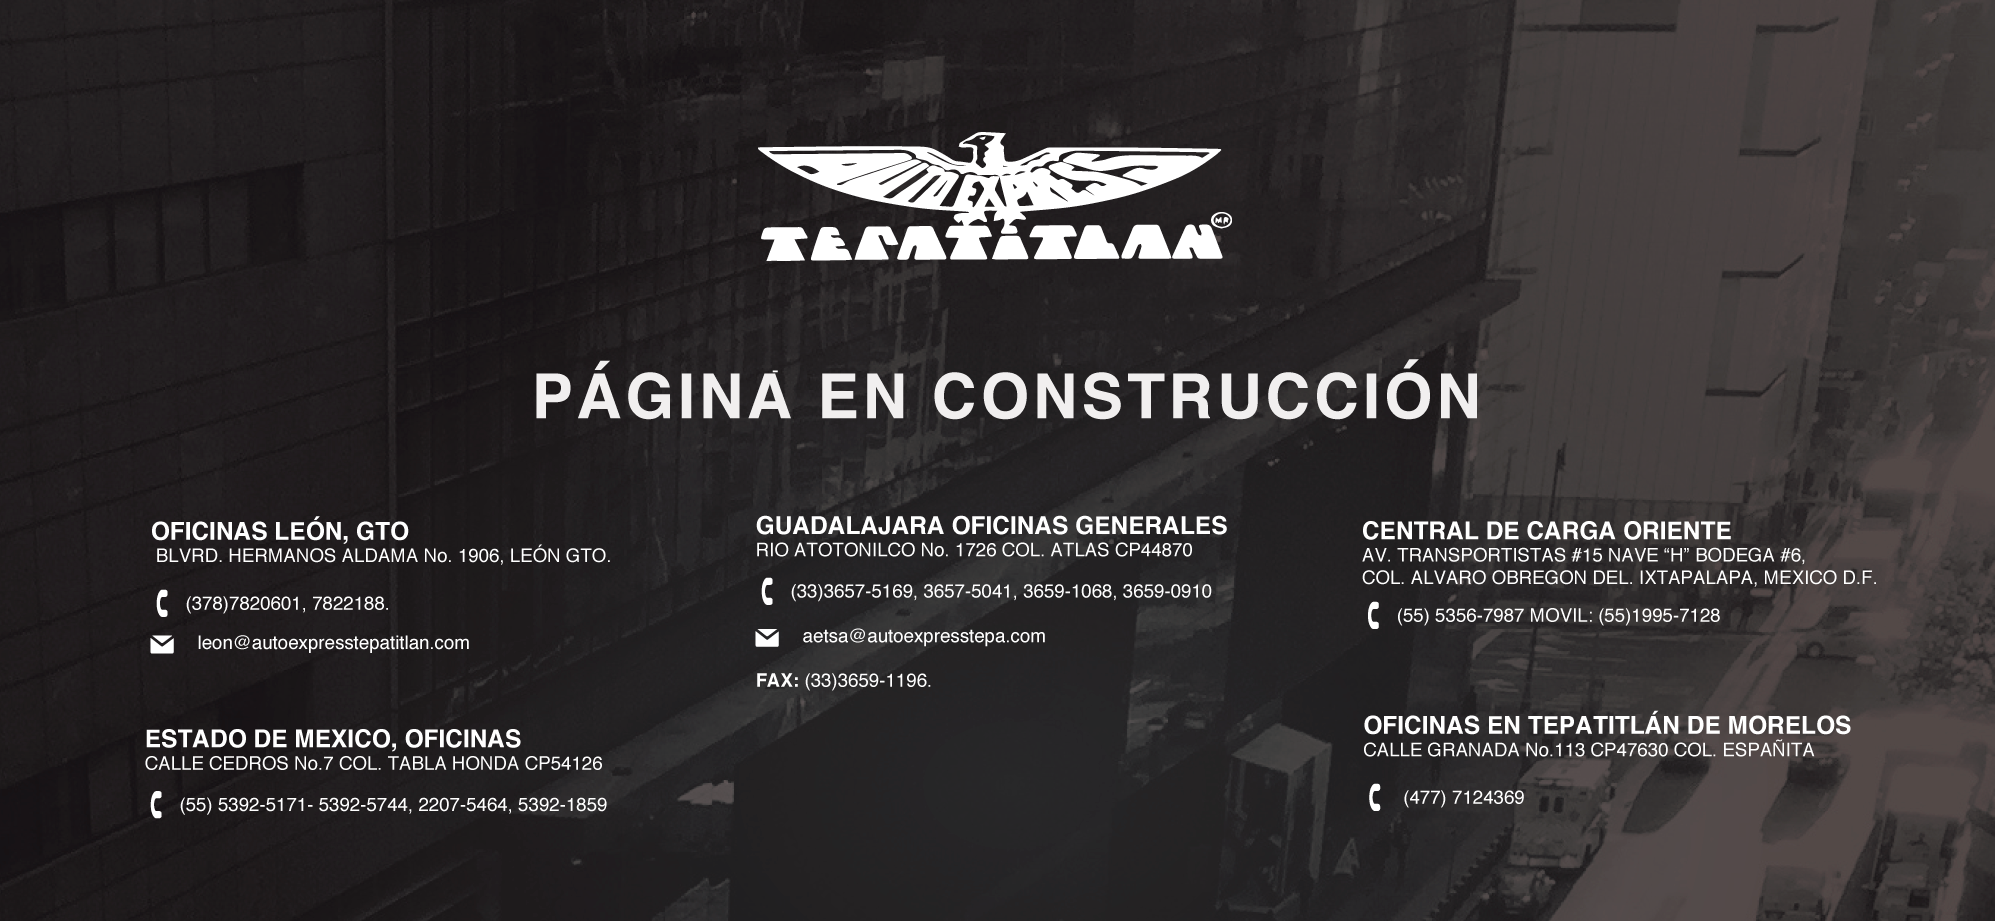 AUTO EXPRESS
TEPATITLAN MR
PÁGINA EN CONSTRUCCIÓN
OFICINAS LEÓN, GTO
BLVRD. HERMANOS ALDAMA No. 1906, LEÓN GTO.
(378)7820601, 7822188.
leon@autoexpresstepatitlan.com
ESTADO DE MEXICO, OFICINAS
CALLE CEDROS No.7 COL. TABLA HONDA CP54126
(55) 5392-5171- 5392-5744, 2207-5464, 5392-1859
GUADALAJARA OFICINAS GENERALES
RIO ATOTONILCO No. 1726 COL. ATLAS CP44870
(33)3657-5169, 3657-5041, 3659-1068, 3659-0910
aetsa@autoexpresstepa.com
FAX: (33)3659-1196.
CENTRAL DE CARGA ORIENTE
AV. TRANSPORTISTAS #15 NAVE “H” BODEGA #6,
COL. ALVARO OBREGON DEL. IXTAPALAPA, MEXICO D.F.
(55) 5356-7987 MOVIL: (55)1995-7128
OFICINAS EN TEPATITLÁN DE MORELOS
CALLE GRANADA No.113 CP47630 COL. ESPAÑITA
(477) 7124369